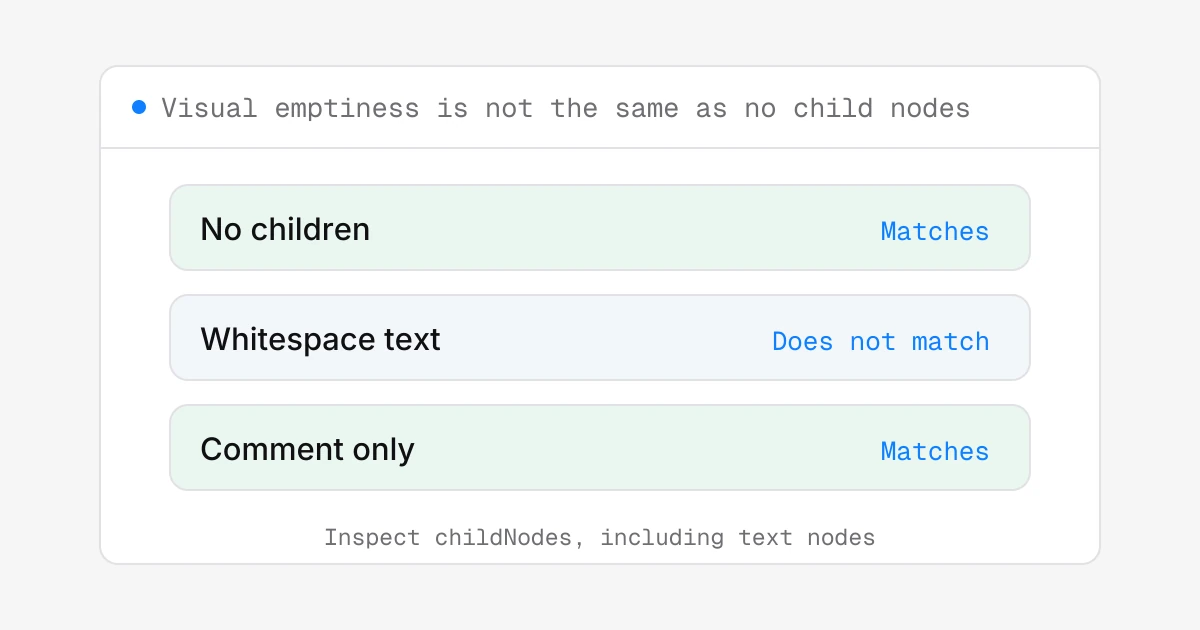 Visual emptiness is not the same as no child nodes
No children
Matches
Whitespace text
Does not match
Comment only
Matches
Inspect childNodes, including text nodes